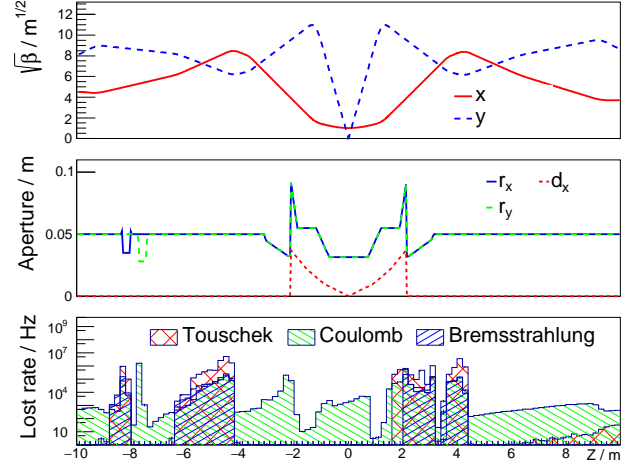 √β / m^1/2
12
10
8
6
4
2
0
x
y
Aperture / m
0.1
0.05
0
r_x
d_x
r_y
Lost rate / Hz
10^9
10^7
10^4
10
Touschek
Coulomb
Bremsstrahlung
−10 −8 −6 −4 −2 0 2 4 6 8 Z / m